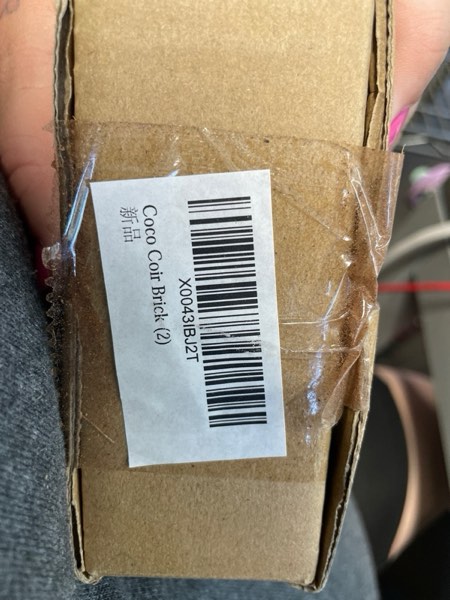 X0043IBJ2T
Coco Coir Brick (2)
新品